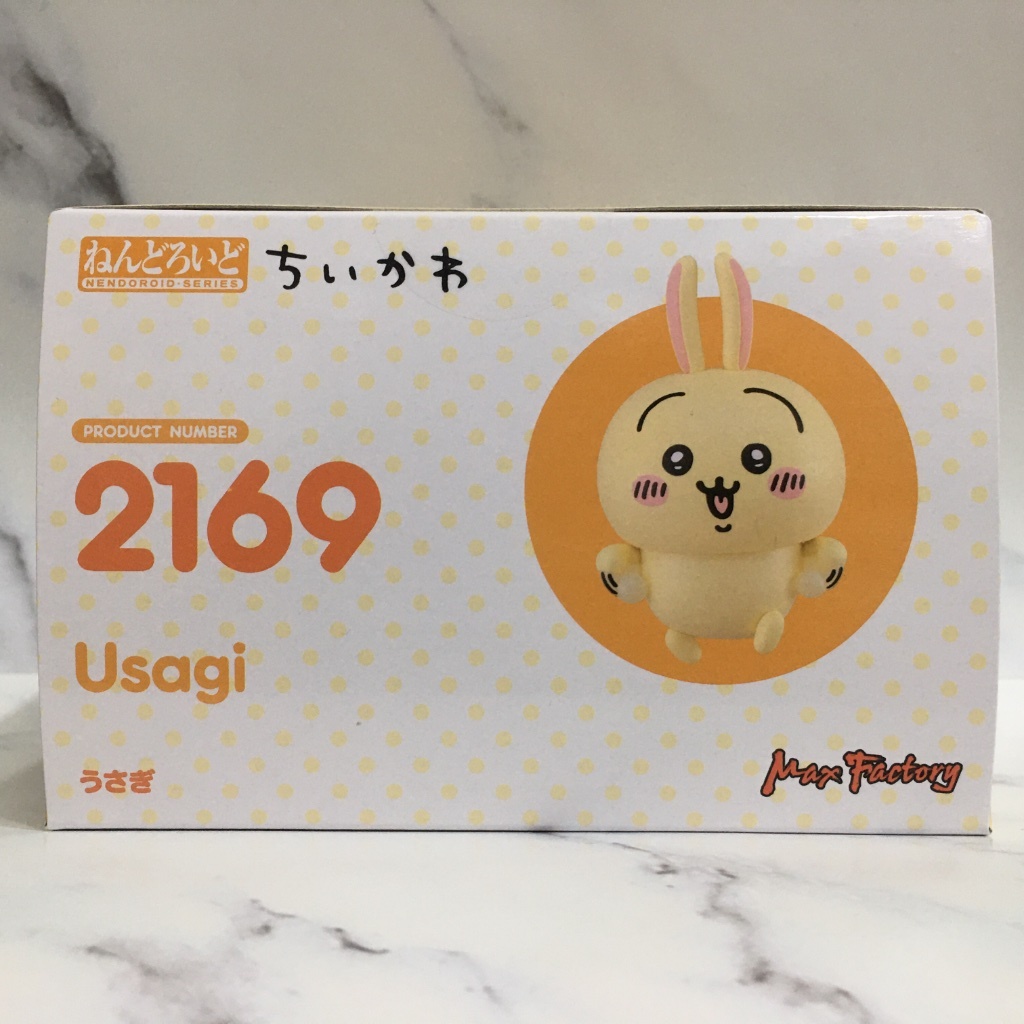 ねんどろいど
NENDOROID·SERIES
ちいかわ
PRODUCT NUMBER
2169
Usagi
うさぎ
Max Factory